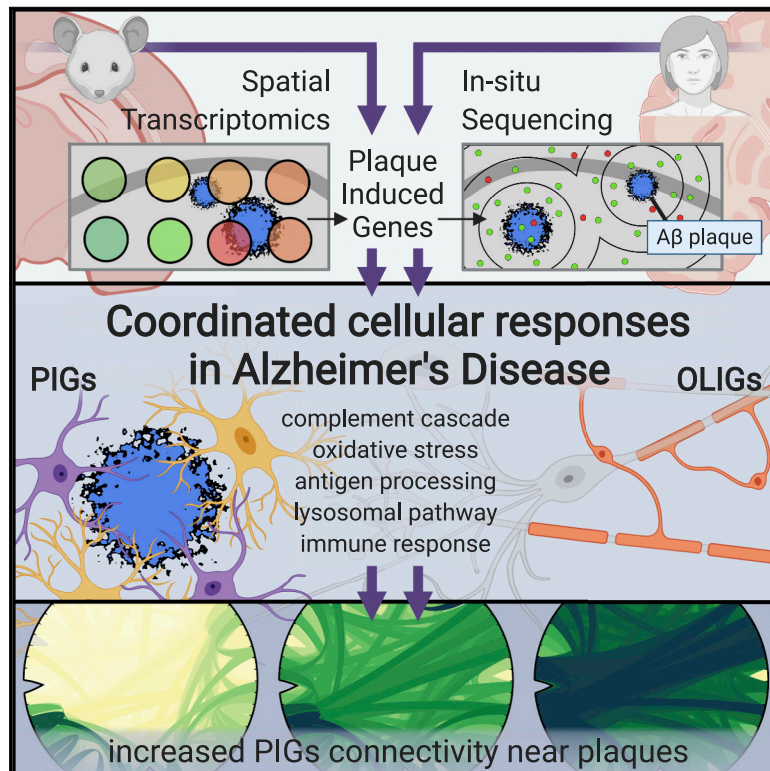 Spatial
Transcriptomics
In-situ
Sequencing
Plaque
Induced
Genes
Aβ plaque
Coordinated cellular responses
in Alzheimer's Disease
PIGs
OLIGs
complement cascade
oxidative stress
antigen processing
lysosomal pathway
immune response
increased PIGs connectivity near plaques